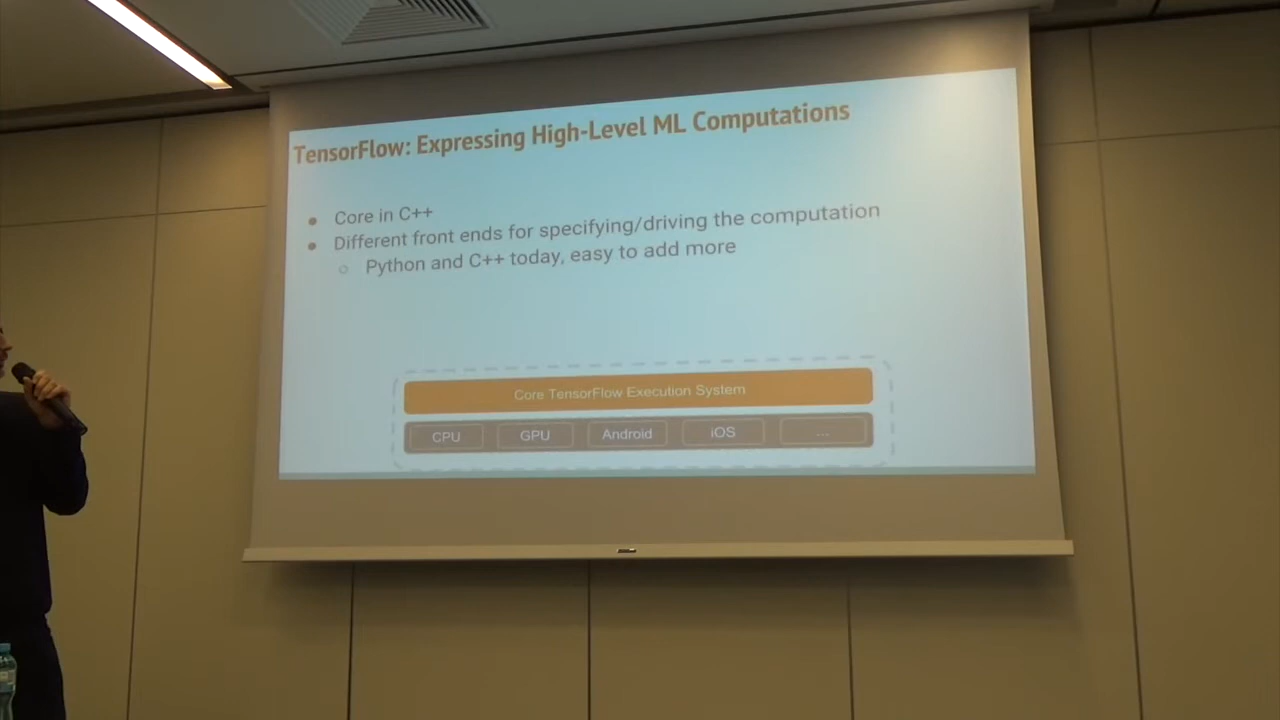 TensorFlow: Expressing High-Level ML Computations
● Core in C++
● Different front ends for specifying/driving the computation
○ Python and C++ today, easy to add more
Core TensorFlow Execution System
CPU GPU Android iOS ...